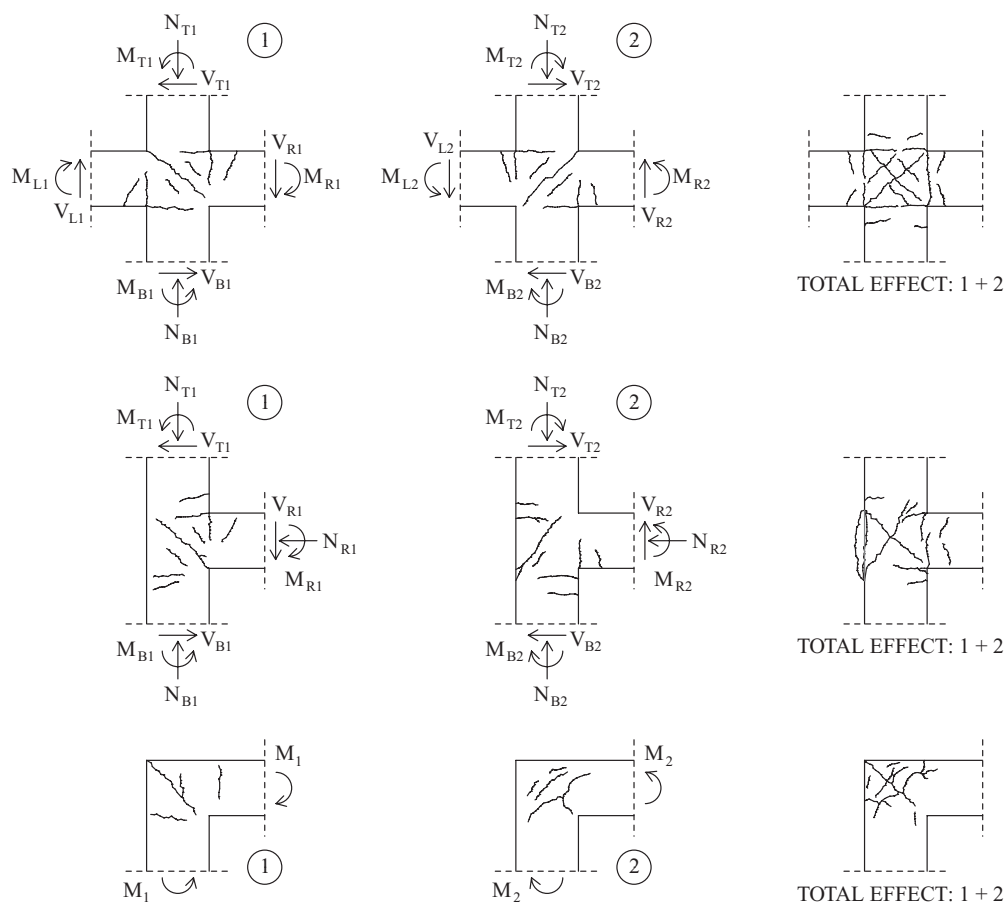 N_T1
1
M_T1
V_T1
V_R1
M_L1
M_R1
V_L1
M_B1
V_B1
N_B1
N_T2
2
M_T2
V_T2
V_L2
M_L2
M_R2
V_R2
M_B2
V_B2
N_B2
TOTAL EFFECT: 1 + 2
N_T1
1
M_T1
V_T1
V_R1
N_R1
M_R1
M_B1
V_B1
N_B1
N_T2
2
M_T2
V_T2
V_R2
N_R2
M_R2
M_B2
V_B2
N_B2
TOTAL EFFECT: 1 + 2
M_1
M_1
1
M_2
M_2
2
TOTAL EFFECT: 1 + 2